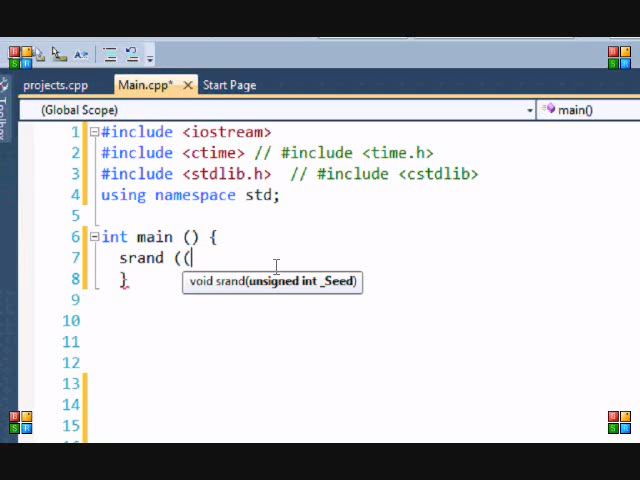 projects.cpp Main.cpp* Start Page
(Global Scope) main()
Toolbox
1 #include <iostream>
2 #include <ctime> // #include <time.h>
3 #include <stdlib.h> // #include <cstdlib>
4 using namespace std;
5
6 int main () {
7 srand ((
8 }
void srand(unsigned int _Seed)
9
10
11
12
13
14
15